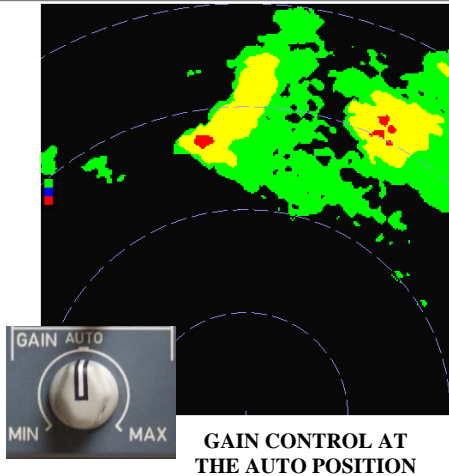 GAIN AUTO
MIN MAX
GAIN CONTROL AT
THE AUTO POSITION